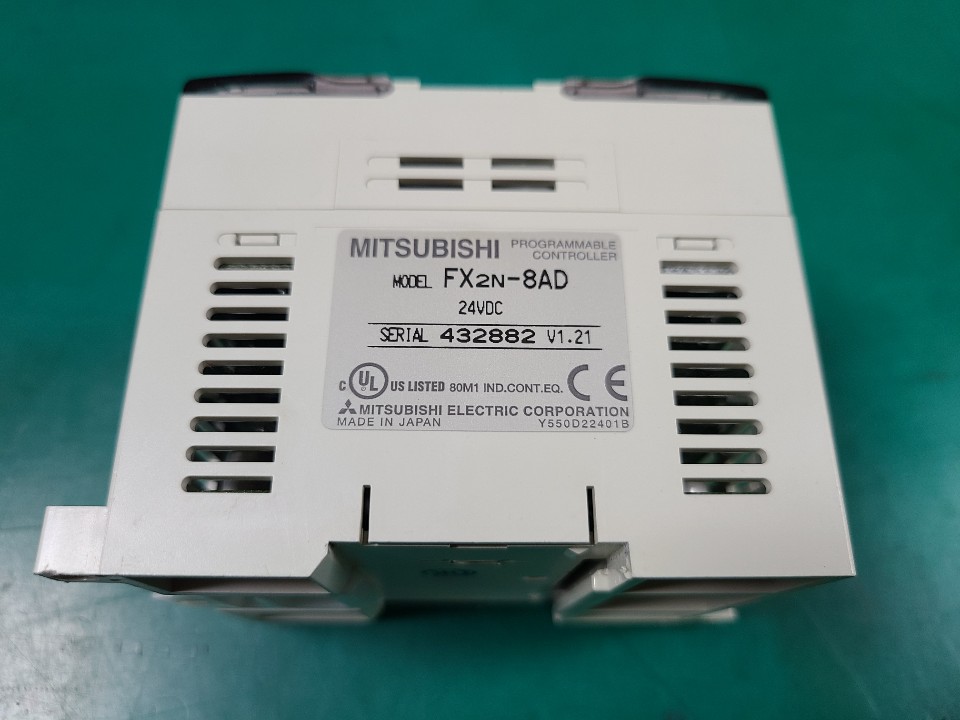 MITSUBISHI PROGRAMMABLE CONTROLLER
MODEL FX2N-8AD
24VDC
SERIAL 432882 V1.21
C UL US LISTED 80M1 IND.CONT.EQ. CE
MITSUBISHI ELECTRIC CORPORATION
MADE IN JAPAN Y550D22401B